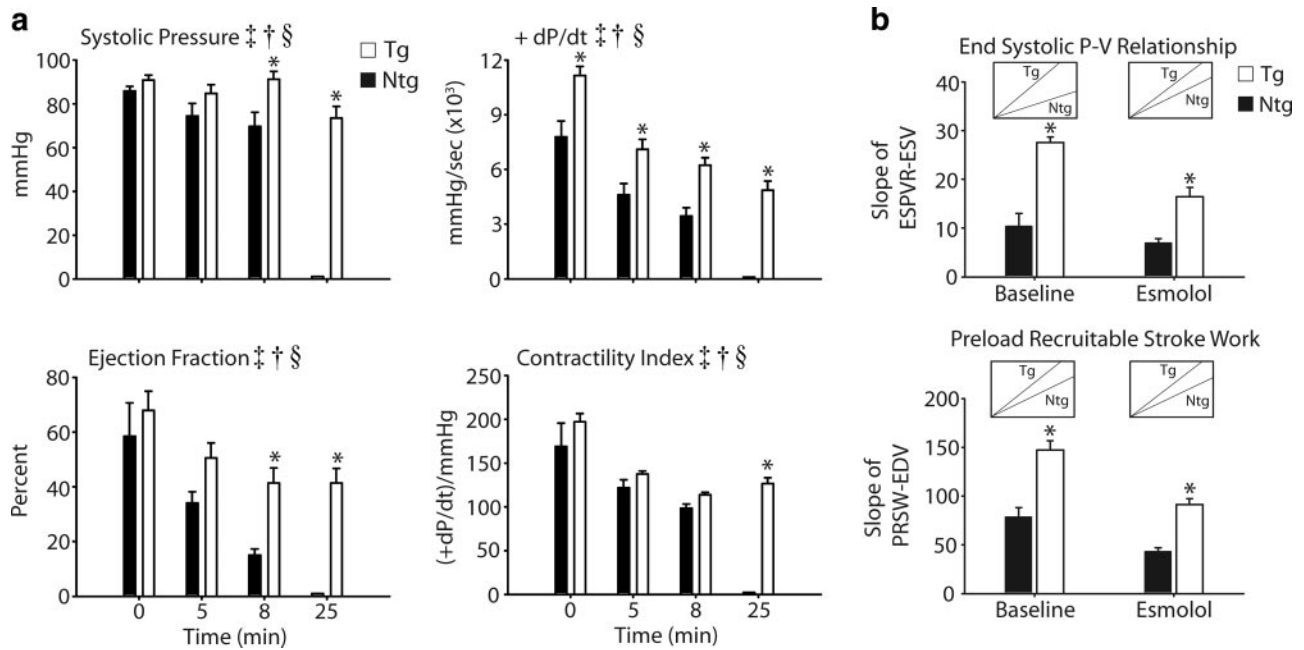 a
Systolic Pressure ‡ † §
Tg
Ntg
mmHg
100
80
60
40
20
0
*
*
+ dP/dt ‡ † §
mmHg/sec (x10³)
12
9
6
3
0
*
*
*
*
Ejection Fraction ‡ † §
Percent
80
60
40
20
0
*
*
0 5 8 25
Time (min)
Contractility Index ‡ † §
(+dP/dt)/mmHg
250
200
150
100
50
0
*
0 5 8 25
Time (min)
b
End Systolic P-V Relationship
Tg
Ntg
Tg
Ntg
Tg
Ntg
Slope of
ESPVR-ESV
40
30
20
10
0
*
*
Baseline Esmolol
Preload Recruitable Stroke Work
Tg
Ntg
Tg
Ntg
Slope of
PRSW-EDV
200
150
100
50
0
*
*
Baseline Esmolol